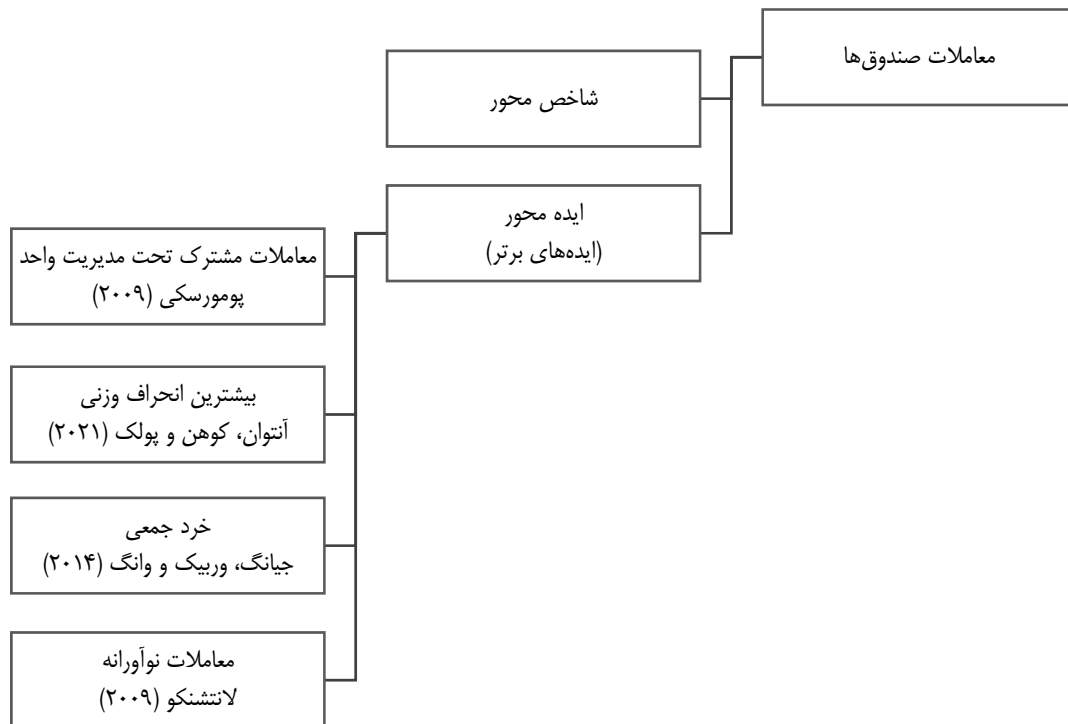 معاملات صندوق‌ها
شاخص محور
ایده محور
(ایده‌های برتر)
معاملات مشترک تحت مدیریت واحد
پومورسکی (۲۰۰۹)
بیشترین انحراف وزنی
آنتوان، کوهن و پولک (۲۰۲۱)
خرد جمعی
جیانگ، وربیک و وانگ (۲۰۱۴)
معاملات نوآورانه
لانتشنکو (۲۰۰۹)